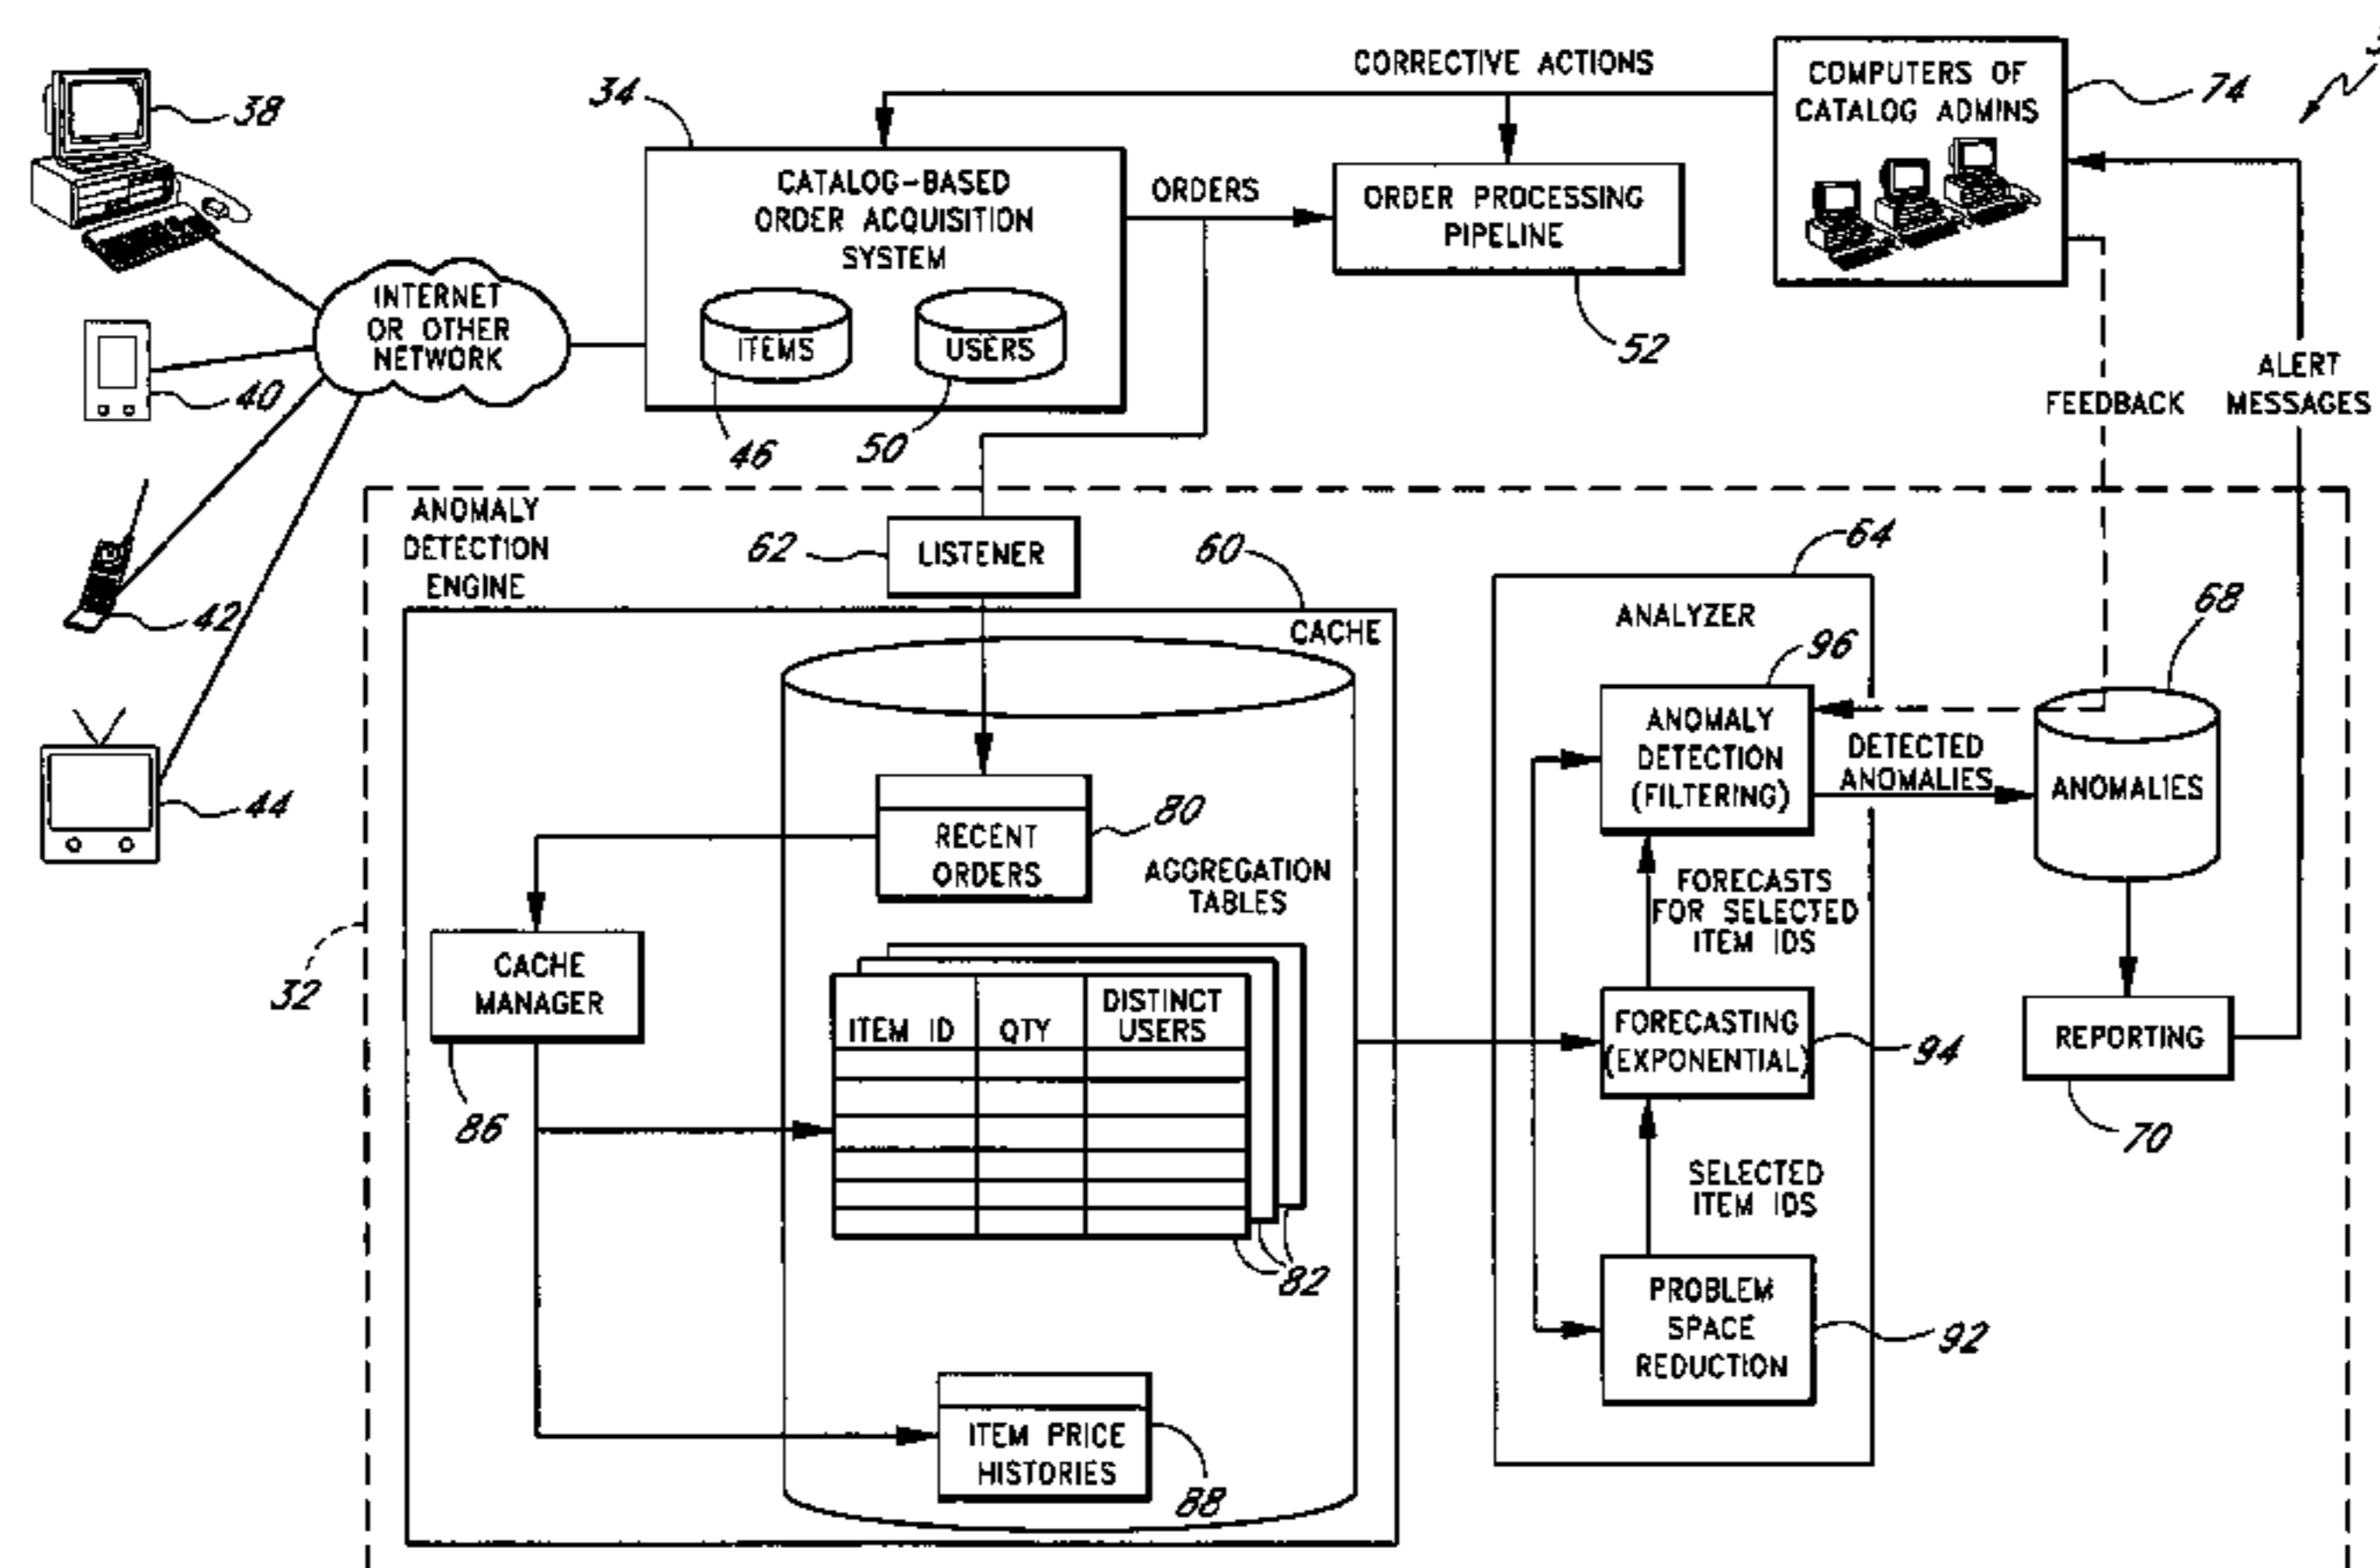 CORRECTIVE ACTIONS
COMPUTERS OF
CATALOG ADMINS
74
38
34
CATALOG-BASED
ORDER ACQUISITION
SYSTEM
ITEMS
USERS
46
50
ORDERS
ORDER PROCESSING
PIPELINE
52
INTERNET
OR OTHER
NETWORK
40
42
44
FEEDBACK
ALERT
MESSAGES
ANOMALY
DETECTION
ENGINE
32
62
LISTENER
60
CACHE
RECENT
ORDERS
80
AGGREGATION
TABLES
CACHE
MANAGER
86
ITEM ID
QTY
DISTINCT
USERS
82
ITEM PRICE
HISTORIES
88
64
ANALYZER
96
ANOMALY
DETECTION
(FILTERING)
DETECTED
ANOMALIES
68
ANOMALIES
FORECASTS
FOR SELECTED
ITEM IDS
FORECASTING
(EXPONENTIAL)
94
SELECTED
ITEM IDS
PROBLEM
SPACE
REDUCTION
92
REPORTING
70